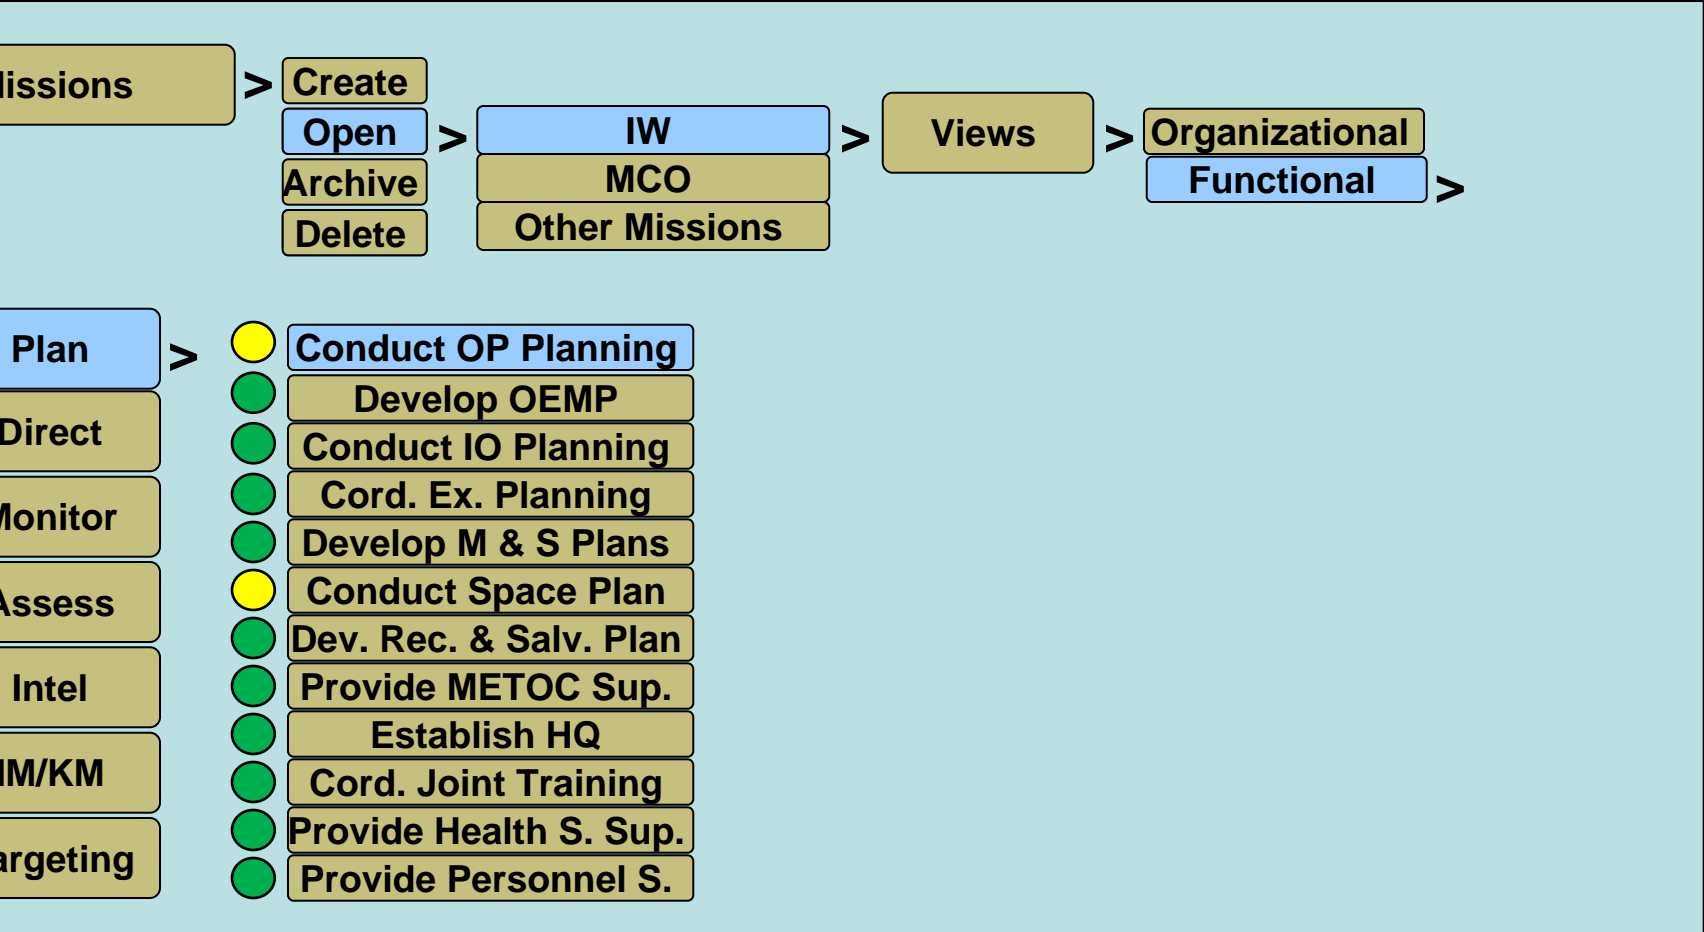 issions >
Create
Open >
Archive
Delete
IW >
MCO
Other Missions
Views >
Organizational
Functional >
Plan >
Direct
Monitor
Assess
Intel
IM/KM
argeting
Conduct OP Planning
Develop OEMP
Conduct IO Planning
Cord. Ex. Planning
Develop M & S Plans
Conduct Space Plan
Dev. Rec. & Salv. Plan
Provide METOC Sup.
Establish HQ
Cord. Joint Training
Provide Health S. Sup.
Provide Personnel S.